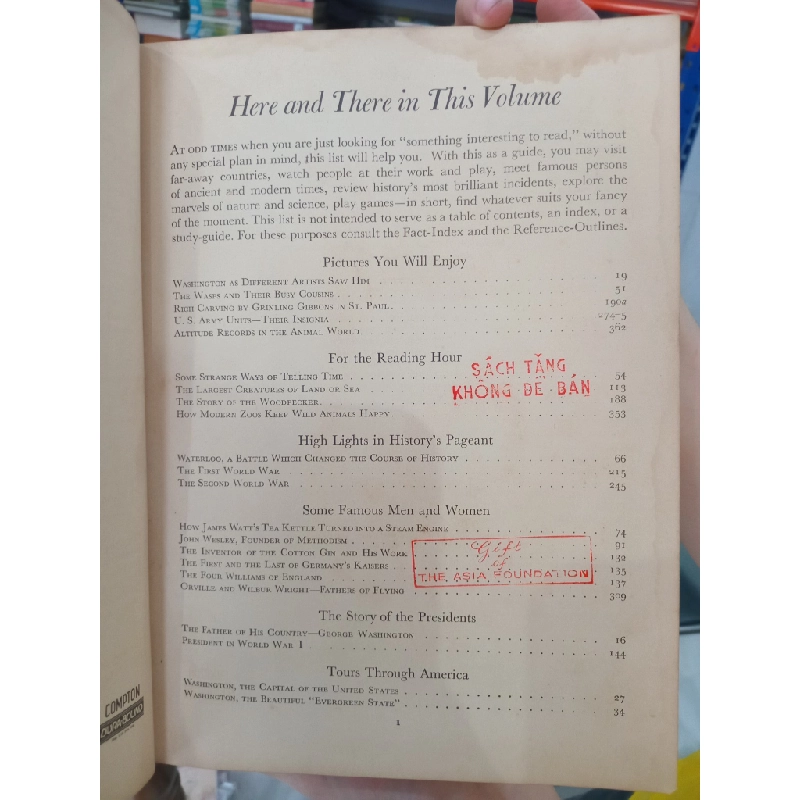 Here and There in This Volume
AT ODD TIMES when you are just looking for “something interesting to read,” without
any special plan in mind, this list will help you. With this as a guide, you may visit
far-away countries, watch people at their work and play, meet famous persons
of ancient and modern times, review history's most brilliant incidents, explore the
marvels of nature and science, play games—in short, find whatever suits your fancy
of the moment. This list is not intended to serve as a table of contents, an index, or a
study-guide. For these purposes consult the Fact-Index and the Reference-Outlines.
Pictures You Will Enjoy
WASHINGTON AS DIFFERENT ARTISTS SAW HIM 19
THE WASPS AND THEIR BUSY COUSINS 51
RICH CARVING BY GRINLING GIBBONS IN ST. PAUL 190a
U. S. ARMY UNITS—THEIR INSIGNIA 274-5
ALTITUDE RECORDS IN THE ANIMAL WORLD 362
For the Reading Hour
SÁCH TẶNG
KHÔNG ĐỂ BÁN
SOME STRANGE WAYS OF TELLING TIME 54
THE LARGEST CREATURES OF LAND OR SEA 113
THE STORY OF THE WOODPECKER 188
HOW MODERN ZOOS KEEP WILD ANIMALS HAPPY 353
High Lights in History's Pageant
WATERLOO, A BATTLE WHICH CHANGED THE COURSE OF HISTORY 66
THE FIRST WORLD WAR 215
THE SECOND WORLD WAR 245
Some Famous Men and Women
HOW JAMES WATT'S TEA KETTLE TURNED INTO A STEAM ENGINE 74
JOHN WESLEY, FOUNDER OF METHODISM 91
THE INVENTOR OF THE COTTON GIN AND HIS WORK 132
THE FIRST AND THE LAST OF GERMANY'S KAISERS 135
THE FOUR WILLIAMS OF ENGLAND 137
ORVILLE AND WILBUR WRIGHT—FATHERS OF FLYING 329
Gift
of
THE ASIA FOUNDATION
The Story of the Presidents
THE FATHER OF HIS COUNTRY—GEORGE WASHINGTON 16
PRESIDENT IN WORLD WAR I 144
Tours Through America
WASHINGTON, THE CAPITAL OF THE UNITED STATES 27
WASHINGTON, THE BEAUTIFUL “EVERGREEN STATE” 34
COMPTON
DURA-BOUND